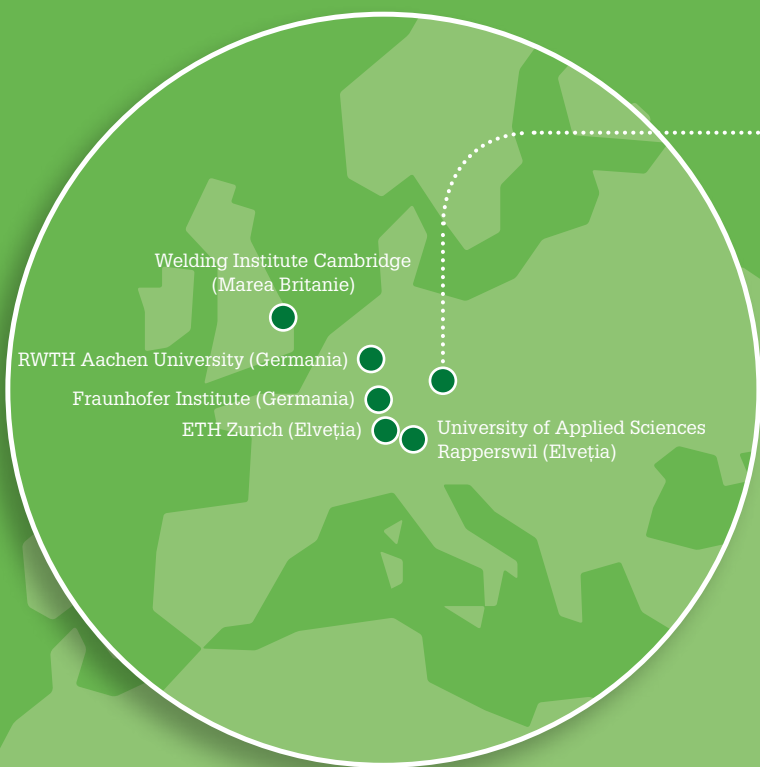 Welding Institute Cambridge
(Marea Britanie)
RWTH Aachen University (Germania)
Fraunhofer Institute (Germania)
ETH Zurich (Elveția)
University of Applied Sciences
Rapperswil (Elveția)